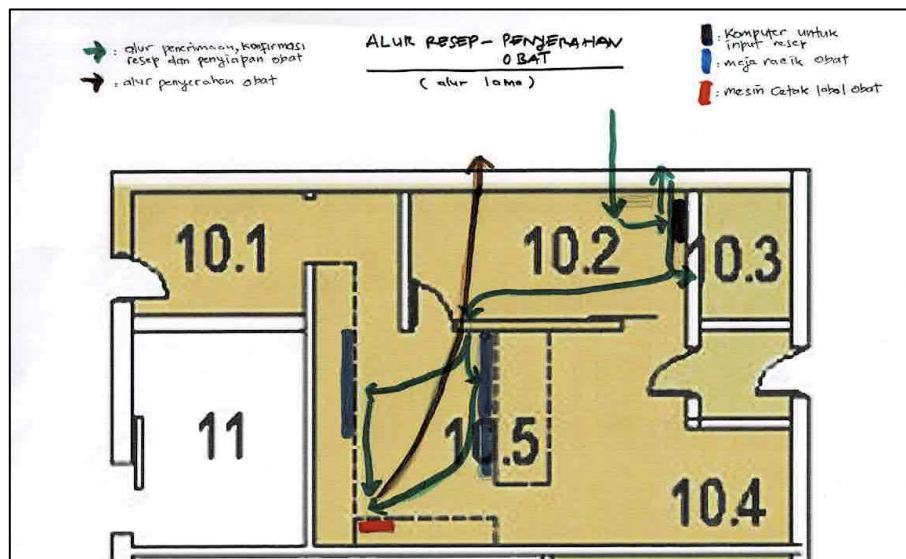 : alur penerimaan, konfirmasi
resep dan penyiapan obat
: alur penyerahan obat
ALUR RESEP - PENYERAHAN
OBAT
( alur lama )
: Komputer untuk
input resep
: meja racik obat
: mesin cetak label obat
10.1
10.2
10.3
11
10.5
10.4